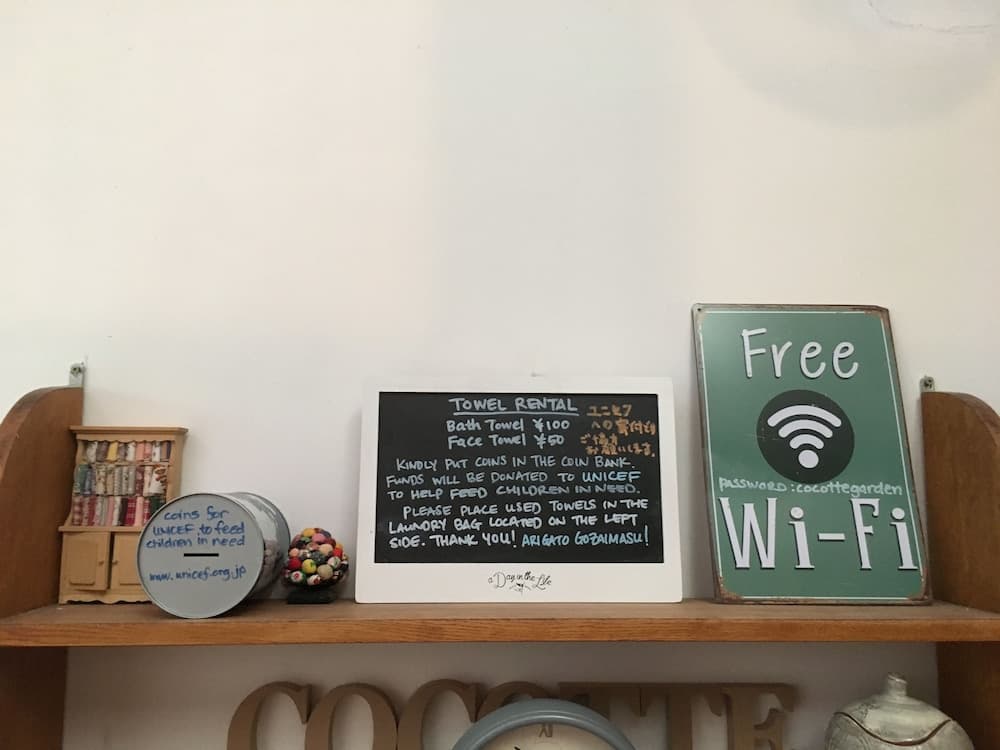 coins for
UNICEF to feed
children in need
www.unicef.org.jp
TOWEL RENTAL
Bath Towel ¥100
Face Towel ¥50
ユニセフ
への寄付
お願いします。
KINDLY PUT COINS IN THE COIN BANK.
FUNDS WILL BE DONATED TO UNICEF
TO HELP FEED CHILDREN IN NEED.
PLEASE PLACE USED TOWELS IN THE
LAUNDRY BAG LOCATED ON THE LEFT
SIDE. THANK YOU! ARIGATO GOZAIMASU!
a Day in the Life
Free
PASSWORD:cocottegarden
Wi-Fi
COCOTTE